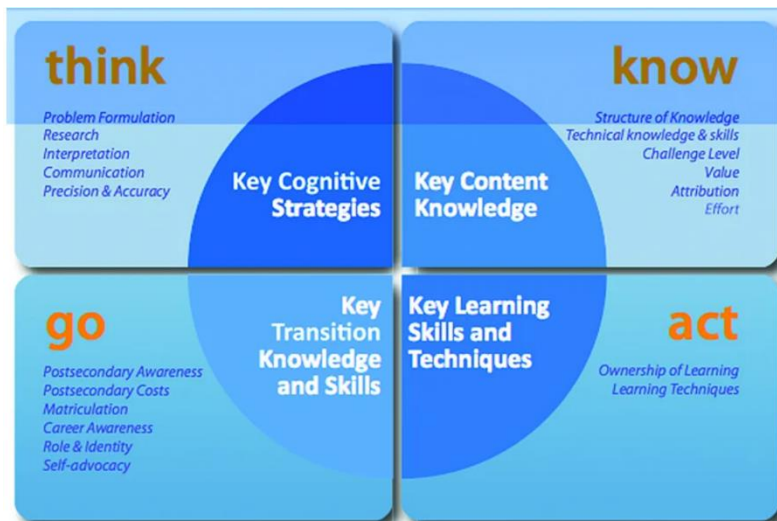 think
Problem Formulation
Research
Interpretation
Communication
Precision & Accuracy
Key Cognitive
Strategies
know
Structure of Knowledge
Technical knowledge & skills
Challenge Level
Value
Attribution
Effort
Key Content
Knowledge
go
Postsecondary Awareness
Postsecondary Costs
Matriculation
Career Awareness
Role & Identity
Self-advocacy
Key
Transition
Knowledge
and Skills
Key Learning
Skills and
Techniques
act
Ownership of Learning
Learning Techniques